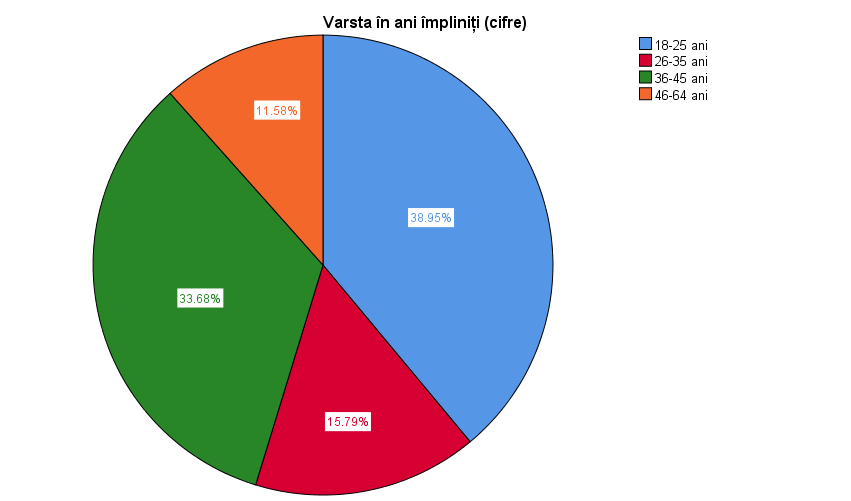 Varsta în ani împliniți (cifre)
18-25 ani
26-35 ani
36-45 ani
46-64 ani
11.58%
38.95%
33.68%
15.79%